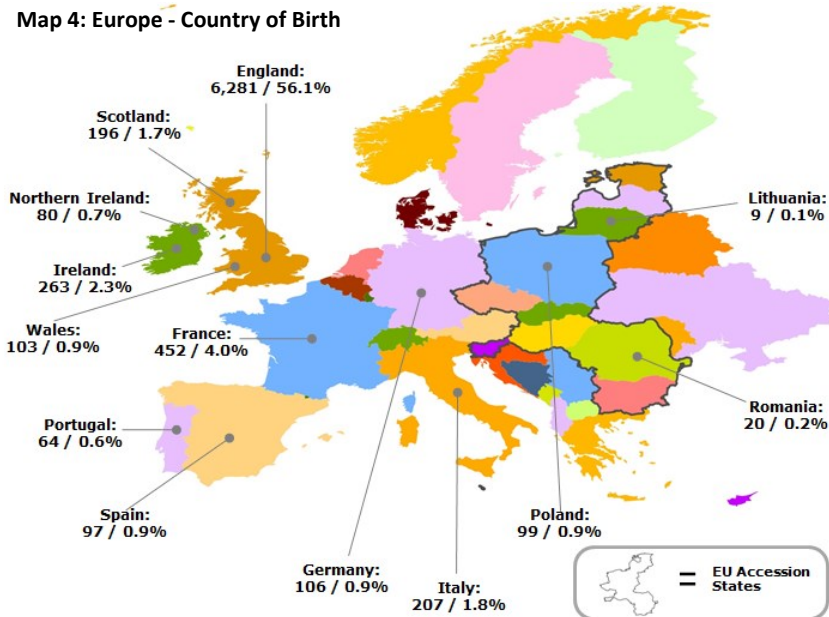 Map 4: Europe - Country of Birth
England:
6,281 / 56.1%
Scotland:
196 / 1.7%
Northern Ireland:
80 / 0.7%
Lithuania:
9 / 0.1%
Ireland:
263 / 2.3%
Wales:
103 / 0.9%
France:
452 / 4.0%
Portugal:
64 / 0.6%
Romania:
20 / 0.2%
Spain:
97 / 0.9%
Poland:
99 / 0.9%
Germany:
106 / 0.9%
Italy:
207 / 1.8%
EU Accession
States